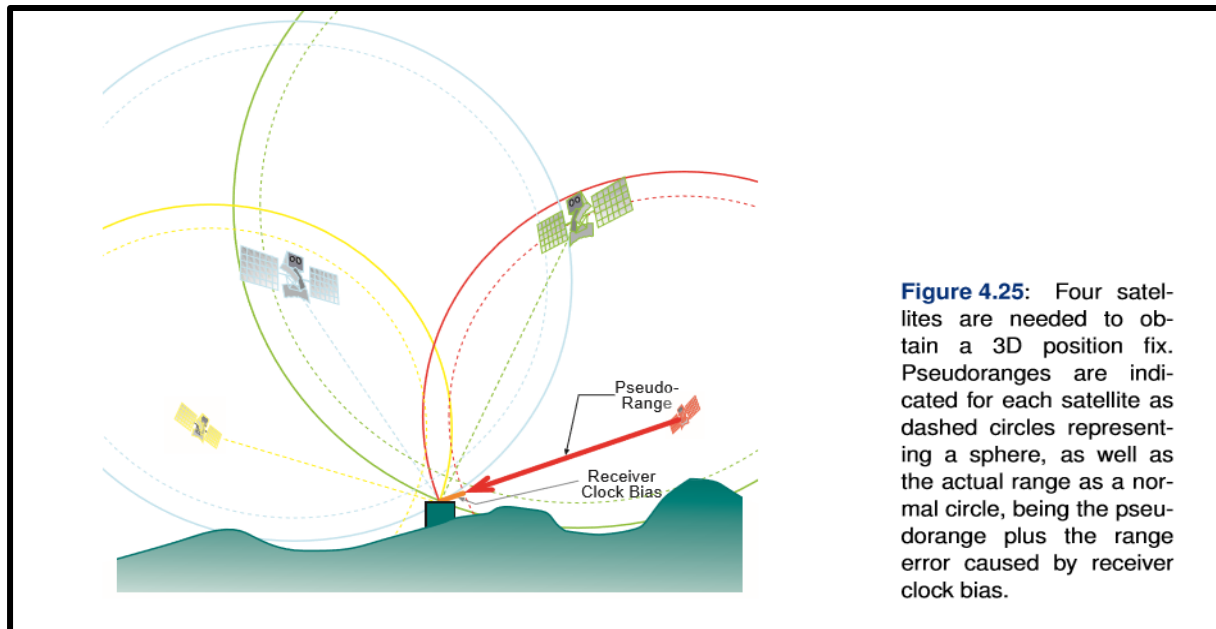 Pseudo-
Range
Receiver
Clock Bias
Figure 4.25: Four satel-
lites are needed to ob-
tain a 3D position fix.
Pseudoranges are indi-
cated for each satellite as
dashed circles represent-
ing a sphere, as well as
the actual range as a nor-
mal circle, being the pseu-
dorange plus the range
error caused by receiver
clock bias.